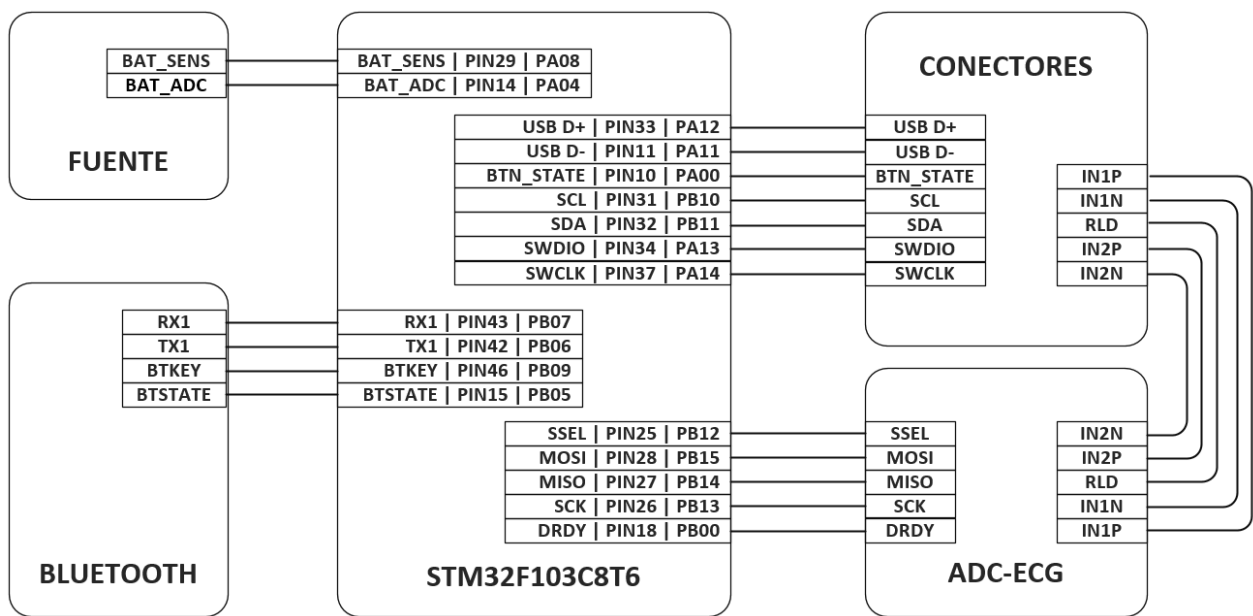 BAT_SENS
BAT_ADC
FUENTE
BAT_SENS | PIN29 | PA08
BAT_ADC | PIN14 | PA04
USB D+ | PIN33 | PA12
USB D- | PIN11 | PA11
BTN_STATE | PIN10 | PA00
SCL | PIN31 | PB10
SDA | PIN32 | PB11
SWDIO | PIN34 | PA13
SWCLK | PIN37 | PA14
CONECTORES
USB D+
USB D-
BTN_STATE
SCL
SDA
SWDIO
SWCLK
IN1P
IN1N
RLD
IN2P
IN2N
RX1
TX1
BTKEY
BTSTATE
BLUETOOTH
RX1 | PIN43 | PB07
TX1 | PIN42 | PB06
BTKEY | PIN46 | PB09
BTSTATE | PIN15 | PB05
SSEL | PIN25 | PB12
MOSI | PIN28 | PB15
MISO | PIN27 | PB14
SCK | PIN26 | PB13
DRDY | PIN18 | PB00
STM32F103C8T6
SSEL
MOSI
MISO
SCK
DRDY
IN2N
IN2P
RLD
IN1N
IN1P
ADC-ECG